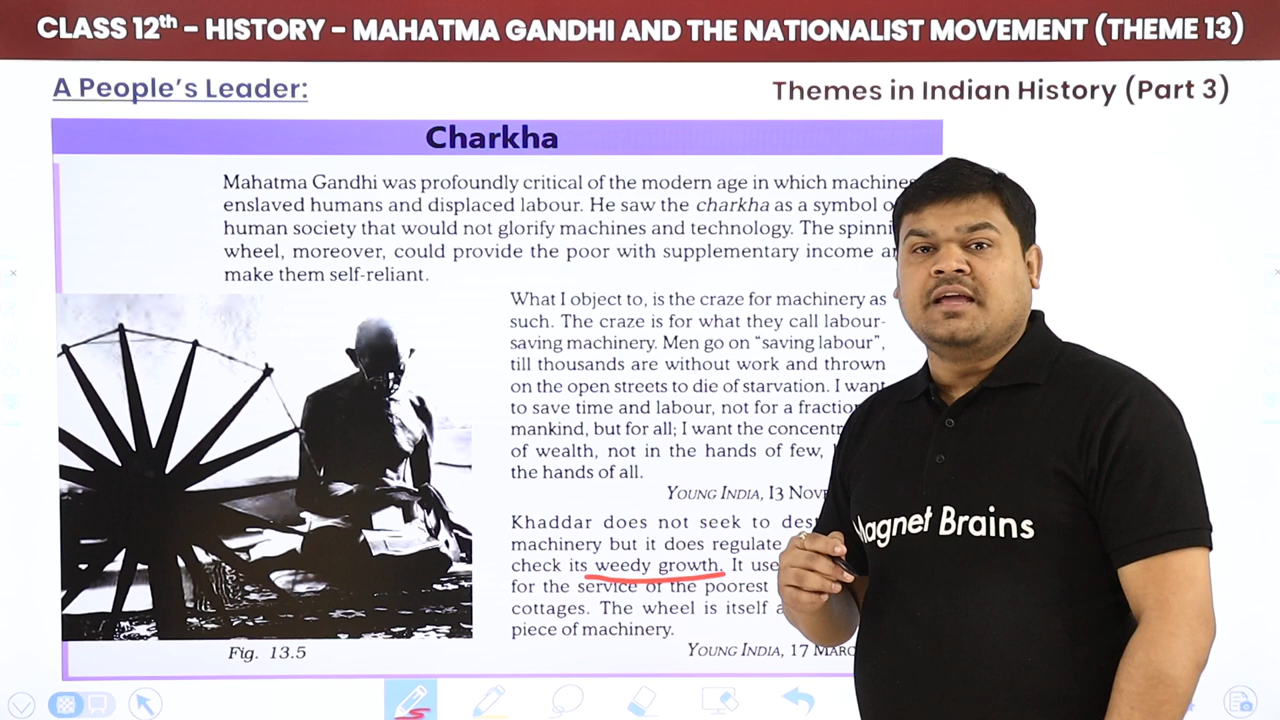 CLASS 12th – HISTORY – MAHATMA GANDHI AND THE NATIONALIST MOVEMENT (THEME 13)
A People's Leader:
Themes in Indian History (Part 3)
Charkha
Mahatma Gandhi was profoundly critical of the modern age in which machines
enslaved humans and displaced labour. He saw the charkha as a symbol
human society that would not glorify machines and technology. The
wheel, moreover, could provide the poor with supplementary income
make them self-reliant.
What I object to, is the craze for machinery as
such. The craze is for what they call labour-
saving machinery. Men go on "saving labour",
till thousands are without work and thrown
on the open streets to die of starvation. I want
to save time and labour, not for a fraction
mankind, but for all; I want the
of wealth, not in the hands of few,
the hands of all.
YOUNG INDIA, 13
Khaddar does not seek to
machinery but it does regulate
check its weedy growth. It
for the service of the poorest
cottages. The wheel is itself
piece of machinery.
YOUNG INDIA, 17
Fig. 13.5
Magnet Brains